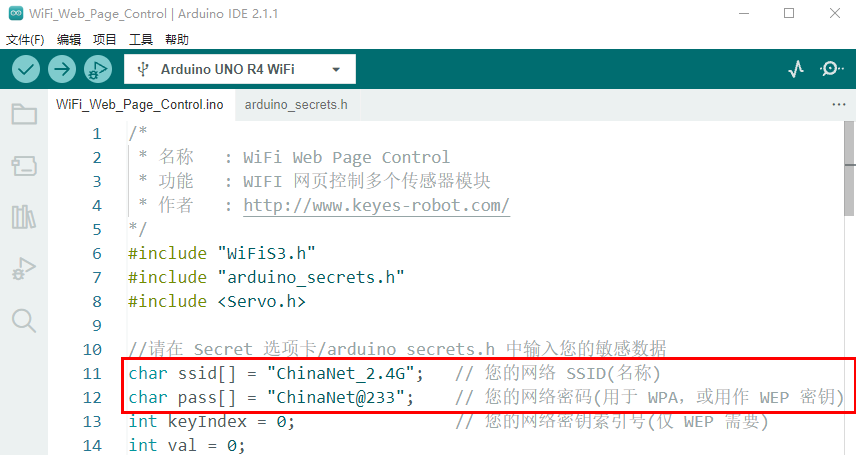 WiFi_Web_Page_Control | Arduino IDE 2.1.1
文件(F) 编辑 项目 工具 帮助
Arduino UNO R4 WiFi
WiFi_Web_Page_Control.ino arduino_secrets.h
1 /*
2 * 名称 : WiFi Web Page Control
3 * 功能 : WIFI 网页控制多个传感器模块
4 * 作者 : http://www.keyes-robot.com/
5 */
6 #include "WiFiS3.h"
7 #include "arduino_secrets.h"
8 #include <Servo.h>
9
10 //请在 Secret 选项卡/arduino_secrets.h 中输入您的敏感数据
11 char ssid[] = "ChinaNet_2.4G"; // 您的网络 SSID(名称)
12 char pass[] = "ChinaNet@233"; // 您的网络密码(用于 WPA，或用作 WEP 密钥)
13 int keyIndex = 0; // 您的网络密钥索引号(仅 WEP 需要)
14 int val = 0;